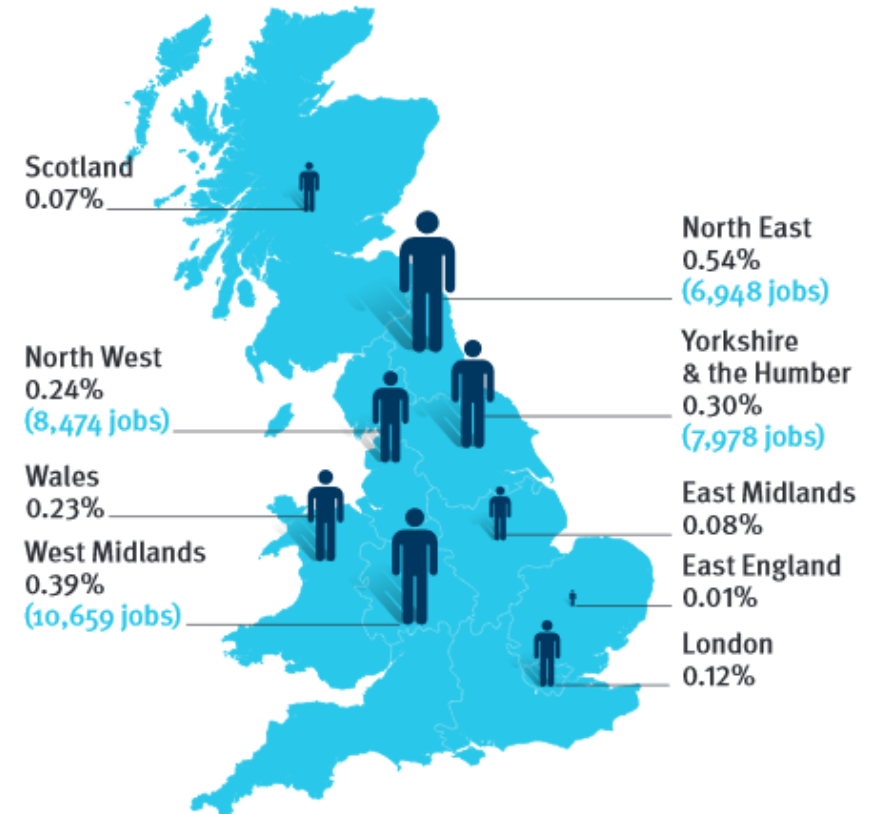 Scotland
0.07%
North East
0.54%
(6,948 jobs)
North West
0.24%
(8,474 jobs)
Yorkshire
& the Humber
0.30%
(7,978 jobs)
Wales
0.23%
East Midlands
0.08%
West Midlands
0.39%
(10,659 jobs)
East England
0.01%
London
0.12%